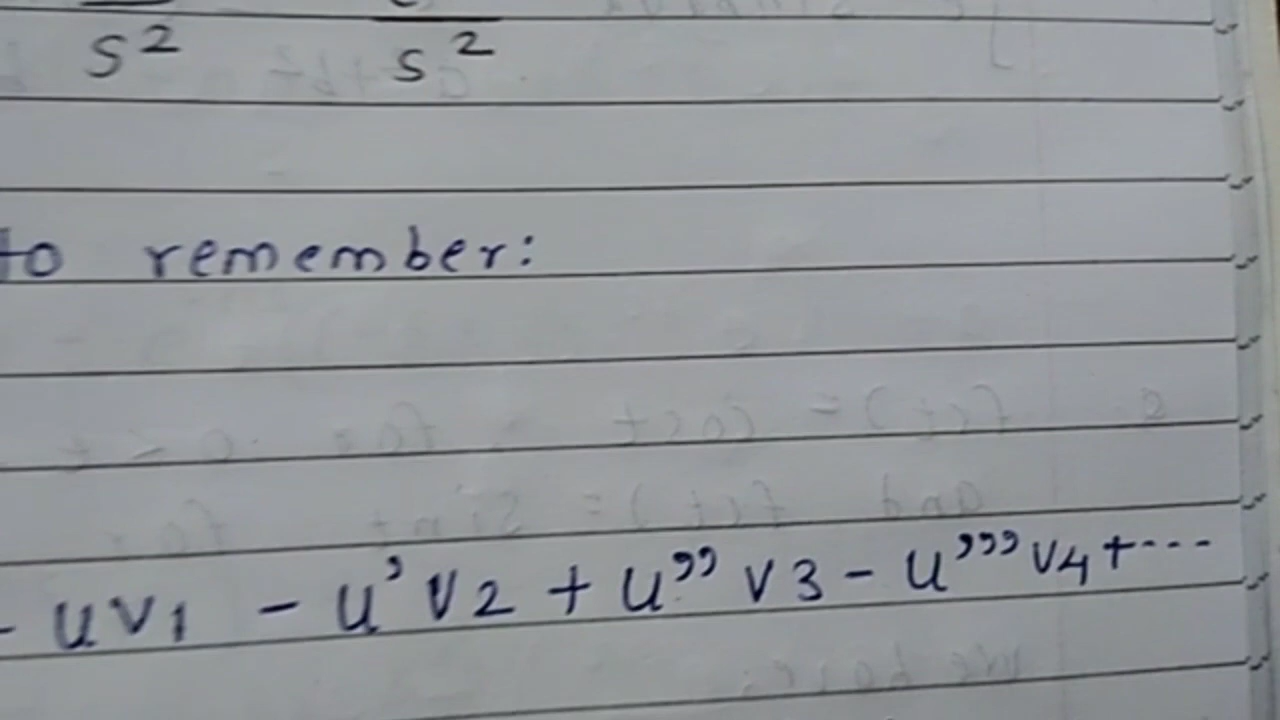 s² s²
to remember:
- uv1 - u'v2 + u''v3 - u'''v4 + ----